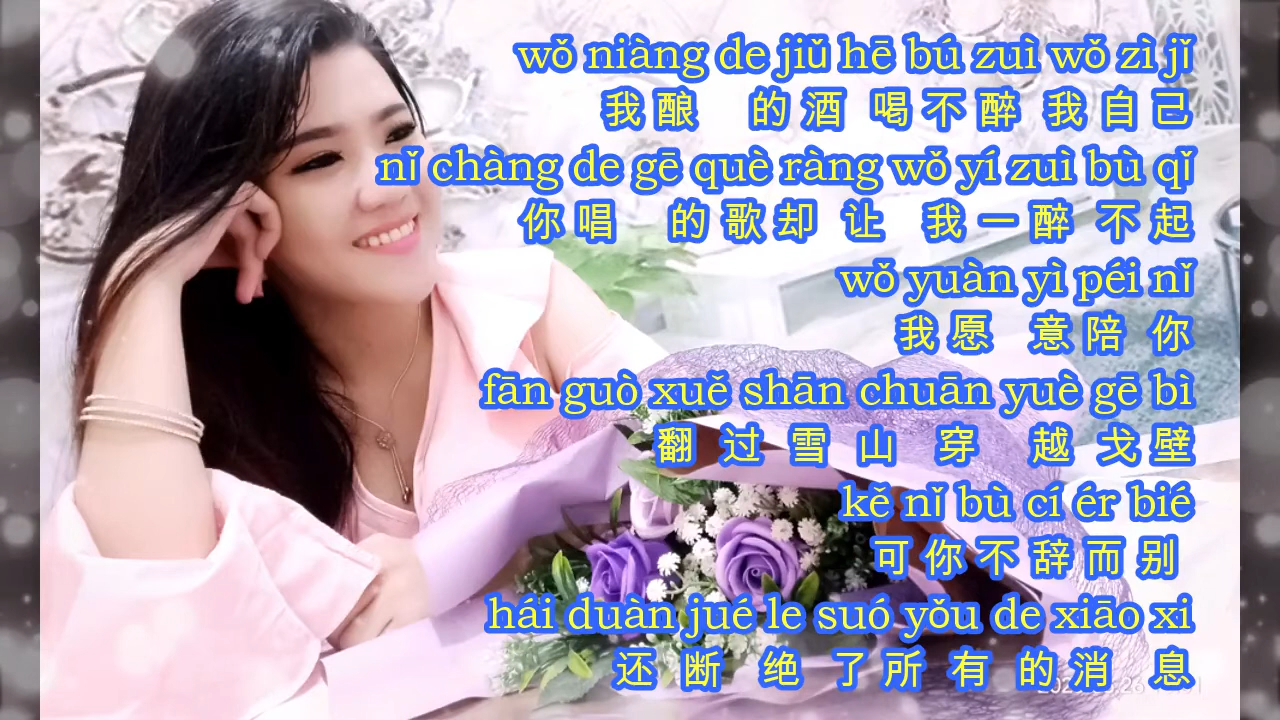 wǒ niàng de jiǔ hē bú zuì wǒ zì jǐ
我酿的酒喝不醉我自己
nǐ chàng de gē què ràng wǒ yí zuì bù qǐ
你唱的歌却让我一醉不起
wǒ yuàn yì péi nǐ
我愿意陪你
fān guò xuě shān chuān yuè gē bì
翻过雪山穿越戈壁
kě nǐ bù cí ér bié
可你不辞而别
hái duàn jué le suó yǒu de xiāo xi
还断绝了所有的消息